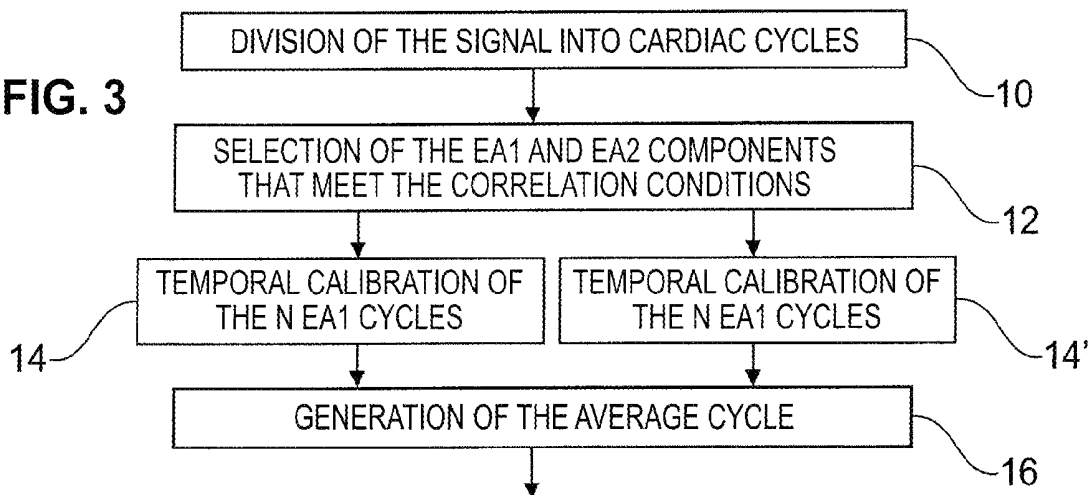 FIG. 3
DIVISION OF THE SIGNAL INTO CARDIAC CYCLES
10
SELECTION OF THE EA1 AND EA2 COMPONENTS
THAT MEET THE CORRELATION CONDITIONS
12
TEMPORAL CALIBRATION OF
THE N EA1 CYCLES
14
TEMPORAL CALIBRATION OF
THE N EA1 CYCLES
14'
GENERATION OF THE AVERAGE CYCLE
16